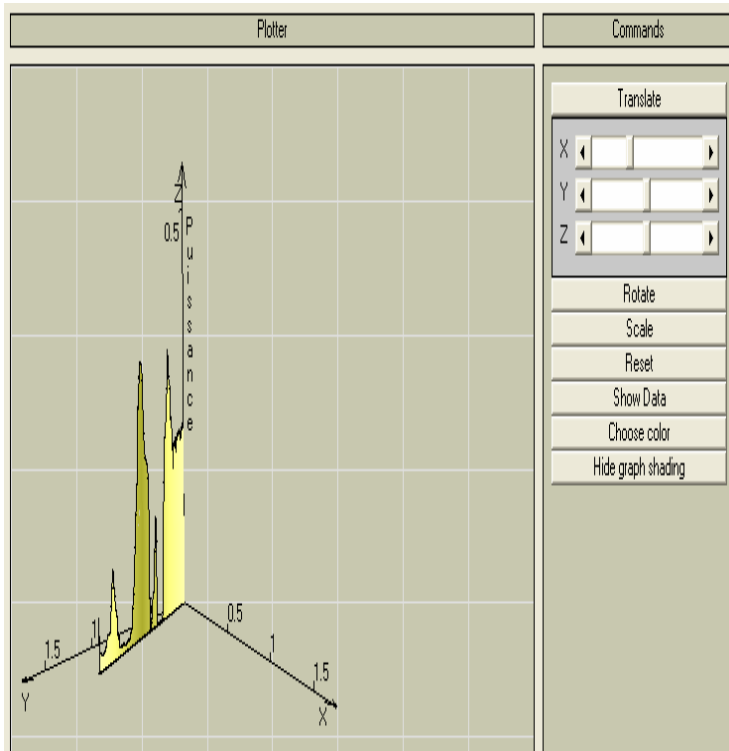 Plotter
Commands
Translate
X
Y
Z
Rotate
Scale
Reset
Show Data
Choose color
Hide graph shading
Z
0.5
Puissance
0.5
1
1.5
X
1
1.5
Y